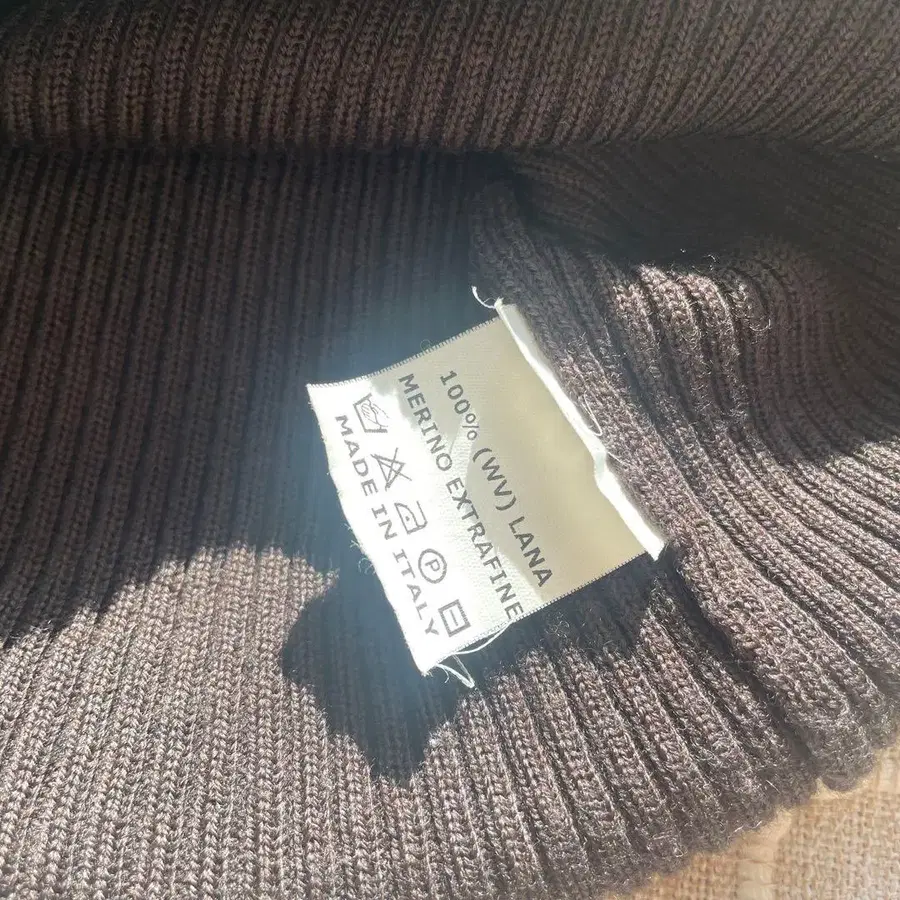 100% (WV) LANA
MERINO EXTRAFINE
P
MADE IN ITALY